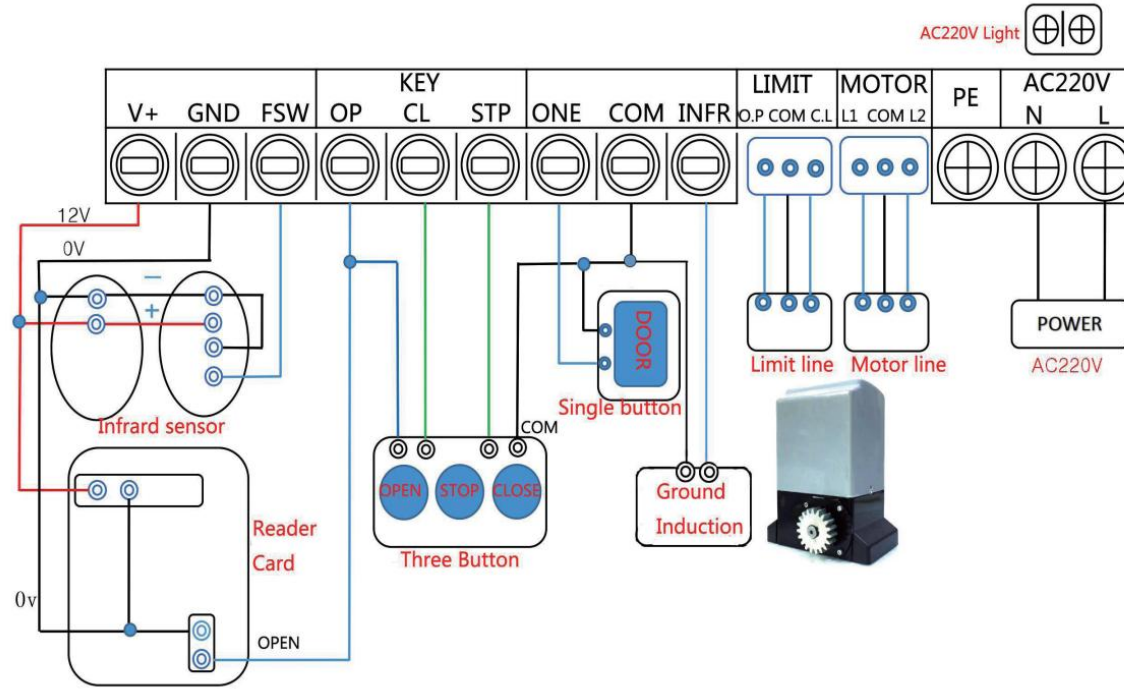 AC220V Light
KEY LIMIT MOTOR PE AC220V
V+ GND FSW OP CL STP ONE COM INFR O.P COM C.L L1 COM L2 N L
12V
0V
−
+
Infrard sensor
DOOR
Single button
Limit line
Motor line
POWER
AC220V
COM
OPEN
STOP
CLOSE
Three Button
Ground
Induction
Reader
Card
0v
OPEN